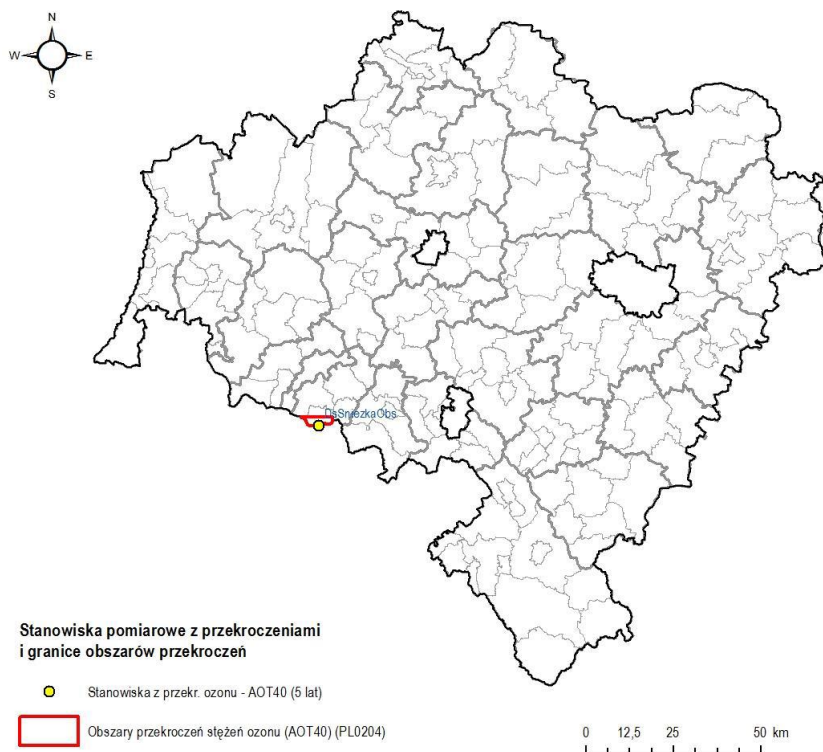 N
W E
S
DsSniezkaObs
Stanowiska pomiarowe z przekroczeniami
i granice obszarów przekroczeń
Stanowiska z przekr. ozonu - AOT40 (5 lat)
Obszary przekroczeń stężeń ozonu (AOT40) (PL0204)
0 12,5 25 50 km